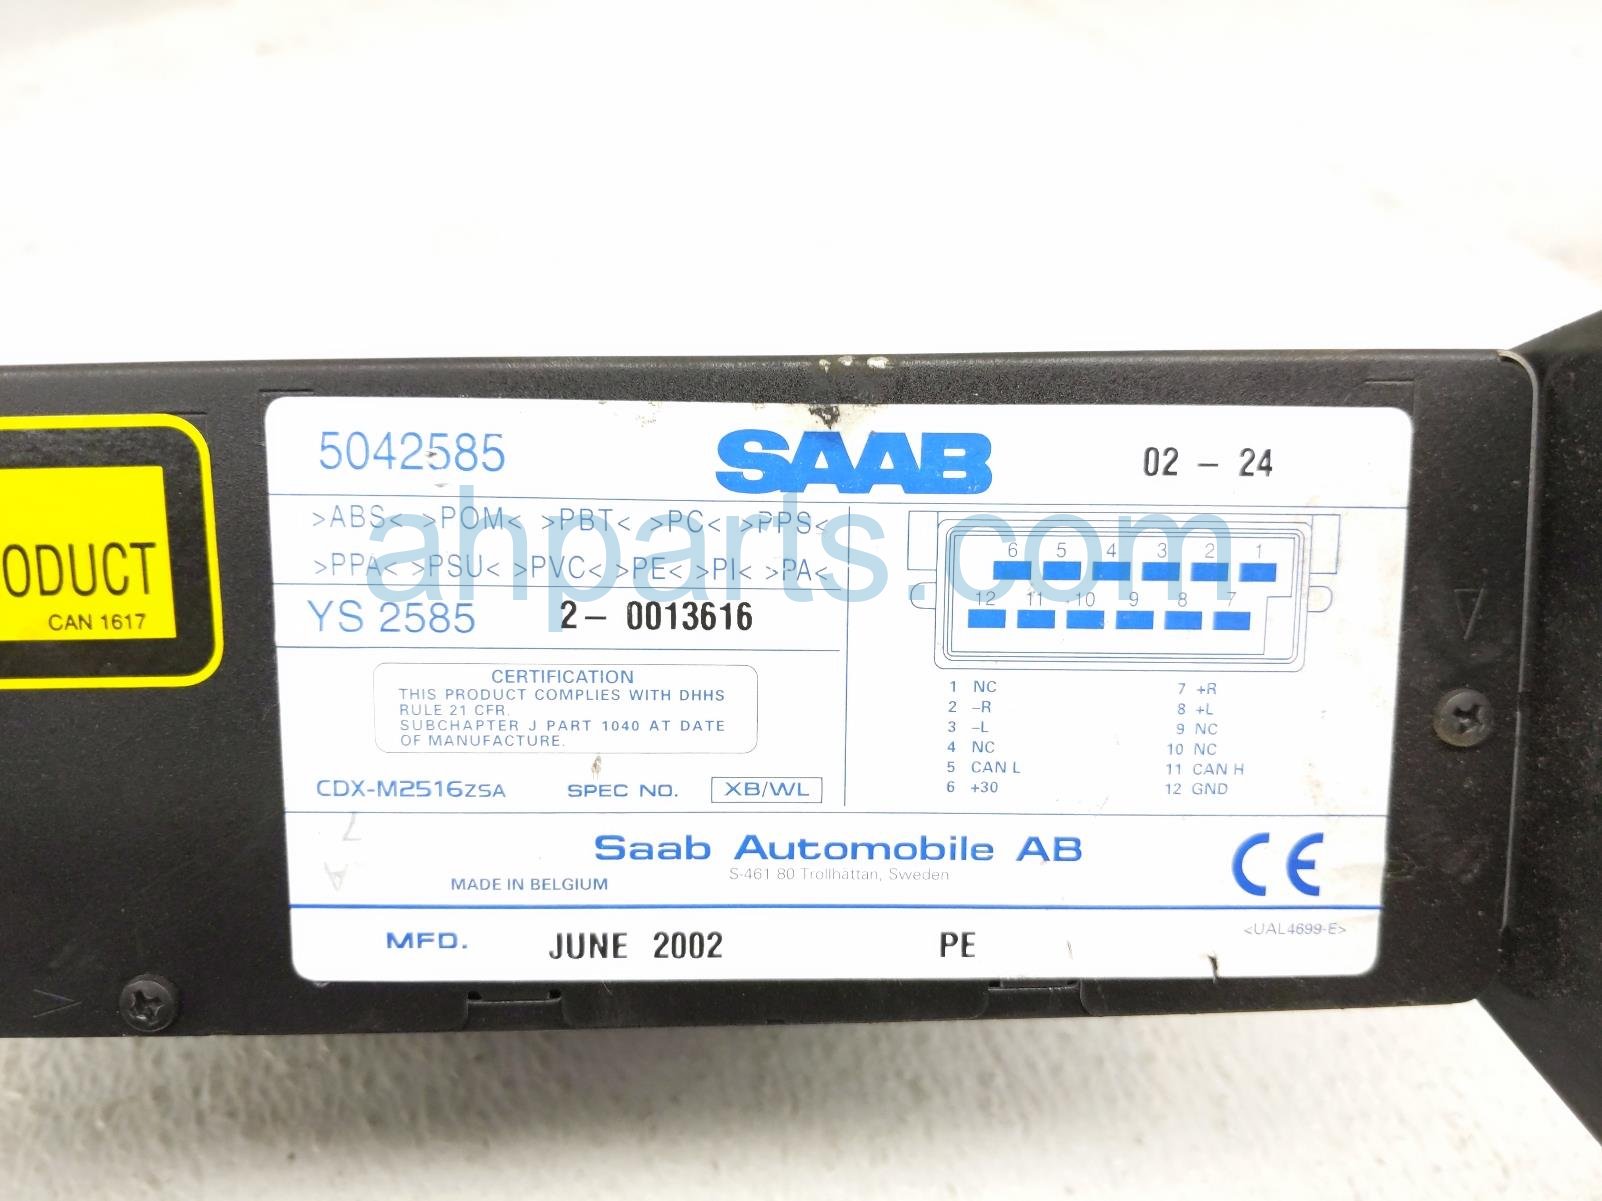 5042585 SAAB 02 - 24
>ABS< >POM< >PBT< >PC< >PPS<
>PPA< >PSU< >PVC< >PE< >PI< >PA<
ahparts.com
YS 2585 2- 0013616
CERTIFICATION
THIS PRODUCT COMPLIES WITH DHHS
RULE 21 CFR.
SUBCHAPTER J PART 1040 AT DATE
OF MANUFACTURE.
CDX-M2516ZSA SPEC NO. XB/WL
6 5 4 3 2 1
12 11 10 9 8 7
1 NC 7 +R
2 -R 8 +L
3 -L 9 NC
4 NC 10 NC
5 CAN L 11 CAN H
6 +30 12 GND
Saab Automobile AB
S-461 80 Trollhättan, Sweden
MADE IN BELGIUM
CE
MFD. JUNE 2002 PE
<UAL4699-E>
ODUCT
CAN 1617
7
A